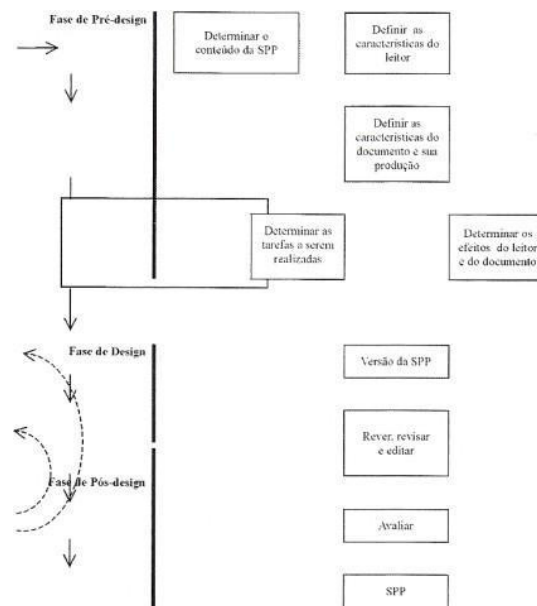 Fase de Pré-design
Determinar o
conteúdo da SPP
Definir as
características do
leitor
Definir as
características do
documento e sua
produção
Determinar as
tarefas a serem
realizadas
Determinar os
efeitos do leitor
e do documento
Fase de Design
Versão da SPP
Rever, revisar
e editar
Fase de Pós-design
Avaliar
SPP